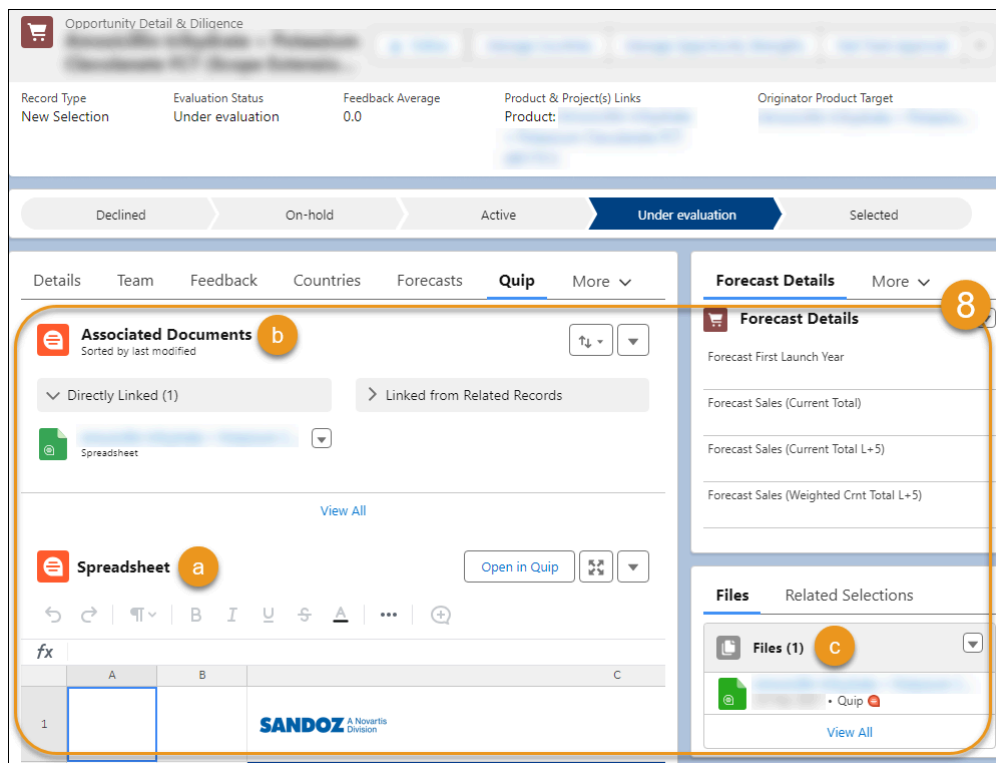 Opportunity Detail & Diligence
Record Type
New Selection
Evaluation Status
Under evaluation
Feedback Average
0.0
Product & Project(s) Links
Product:
Originator Product Target
Declined
On-hold
Active
Under evaluation
Selected
Details
Team
Feedback
Countries
Forecasts
Quip
More
Associated Documents
b
Sorted by last modified
Directly Linked (1)
Linked from Related Records
Spreadsheet
View All
Spreadsheet
a
Open in Quip
B
I
U
S
A
fx
A
B
C
1
SANDOZ A Novartis
Division
Forecast Details
More
8
Forecast Details
Forecast First Launch Year
Forecast Sales (Current Total)
Forecast Sales (Current Total L+5)
Forecast Sales (Weighted Crnt Total L+5)
Files
Related Selections
Files (1)
c
• Quip
View All